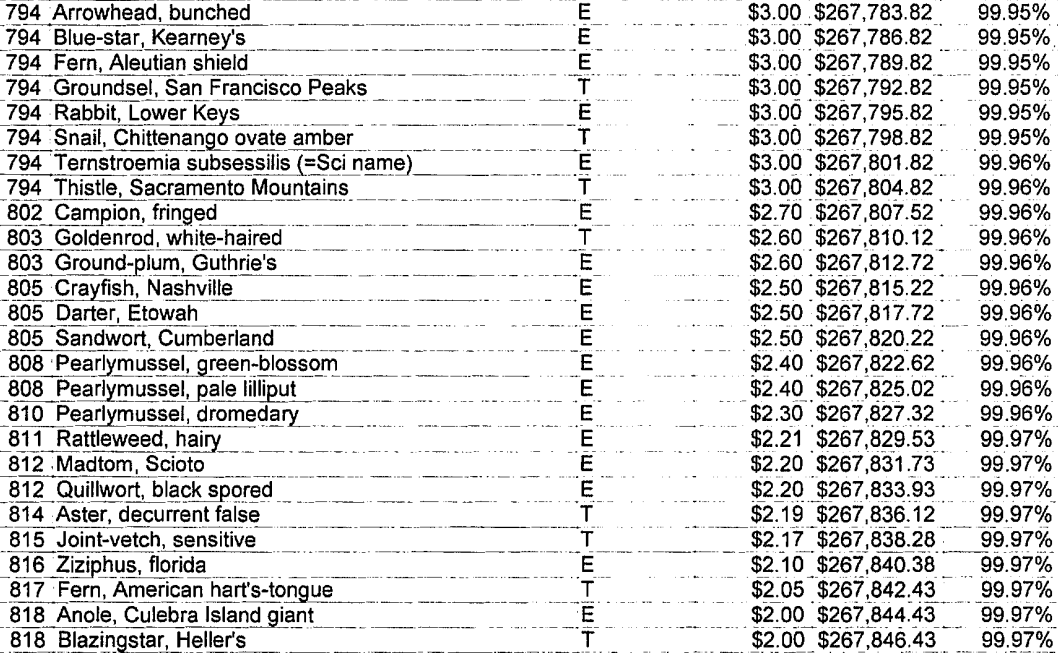 794 Arrowhead, bunched E $3.00 $267,783.82 99.95%
794 Blue-star, Kearney's E $3.00 $267,786.82 99.95%
794 Fern, Aleutian shield E $3.00 $267,789.82 99.95%
794 Groundsel, San Francisco Peaks T $3.00 $267,792.82 99.95%
794 Rabbit, Lower Keys E $3.00 $267,795.82 99.95%
794 Snail, Chittenango ovate amber T $3.00 $267,798.82 99.95%
794 Ternstroemia subsessilis (=Sci name) E $3.00 $267,801.82 99.96%
794 Thistle, Sacramento Mountains T $3.00 $267,804.82 99.96%
802 Campion, fringed E $2.70 $267,807.52 99.96%
803 Goldenrod, white-haired T $2.60 $267,810.12 99.96%
803 Ground-plum, Guthrie's E $2.60 $267,812.72 99.96%
805 Crayfish, Nashville E $2.50 $267,815.22 99.96%
805 Darter, Etowah E $2.50 $267,817.72 99.96%
805 Sandwort, Cumberland E $2.50 $267,820.22 99.96%
808 Pearlymussel, green-blossom E $2.40 $267,822.62 99.96%
808 Pearlymussel, pale lilliput E $2.40 $267,825.02 99.96%
810 Pearlymussel, dromedary E $2.30 $267,827.32 99.96%
811 Rattleweed, hairy E $2.21 $267,829.53 99.97%
812 Madtom, Scioto E $2.20 $267,831.73 99.97%
812 Quillwort, black spored E $2.20 $267,833.93 99.97%
814 Aster, decurrent false T $2.19 $267,836.12 99.97%
815 Joint-vetch, sensitive T $2.17 $267,838.28 99.97%
816 Ziziphus, florida E $2.10 $267,840.38 99.97%
817 Fern, American hart's-tongue T $2.05 $267,842.43 99.97%
818 Anole, Culebra Island giant E $2.00 $267,844.43 99.97%
818 Blazingstar, Heller's T $2.00 $267,846.43 99.97%